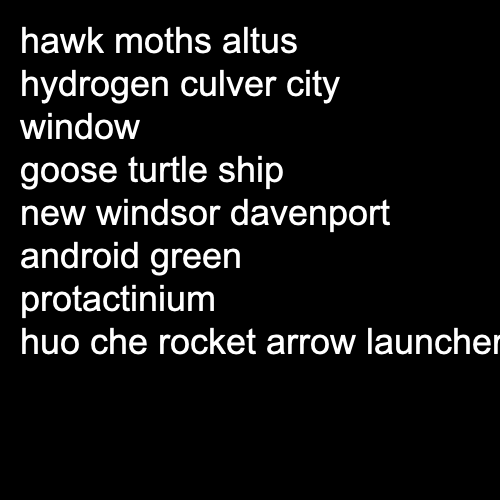 hawk moths altus
hydrogen culver city
window
goose turtle ship
new windsor davenport
android green
protactinium
huo che rocket arrow launcher